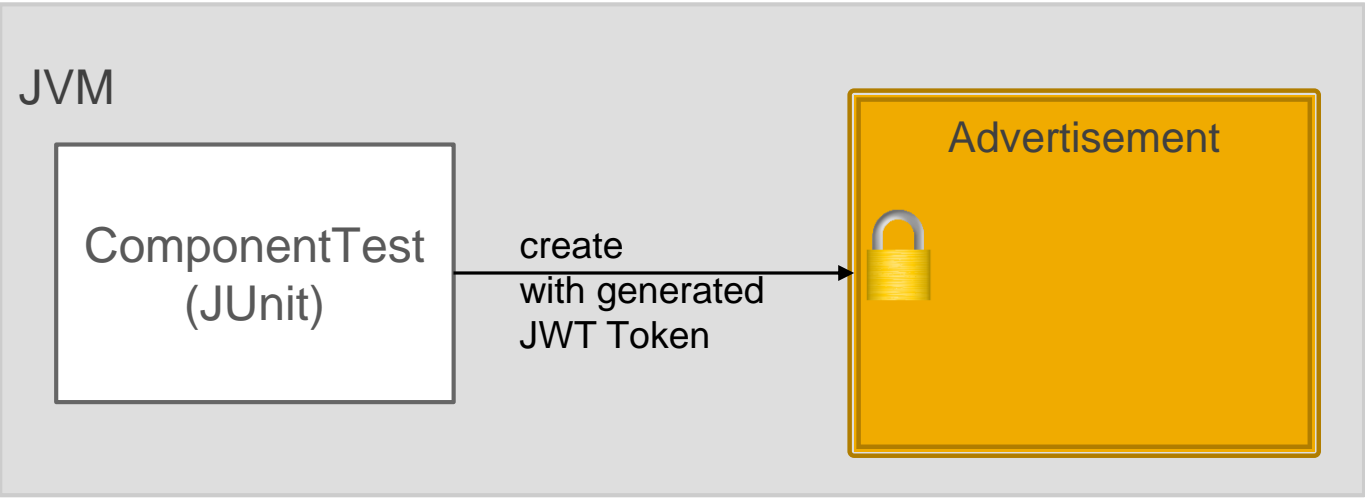 JVM
ComponentTest
(JUnit)
create
with generated
JWT Token
Advertisement